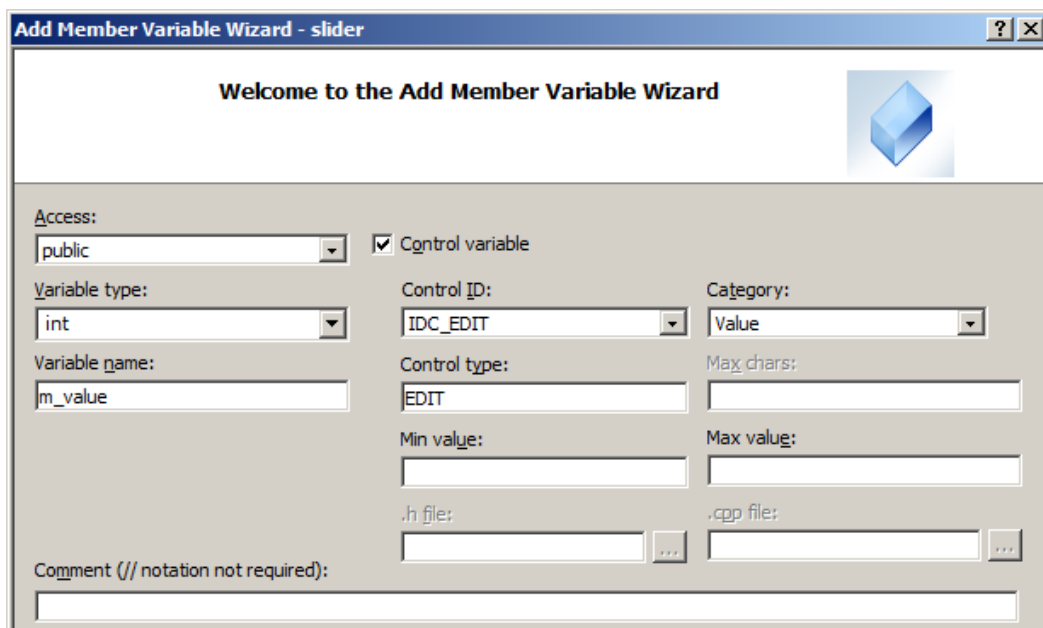 Add Member Variable Wizard - slider
Welcome to the Add Member Variable Wizard
Access:
public
Control variable
Variable type:
Control ID:
Category:
int
IDC_EDIT
Value
Variable name:
Control type:
Max chars:
m_value
EDIT
Min value:
Max value:
.h file:
.cpp file:
...
...
Comment (// notation not required):